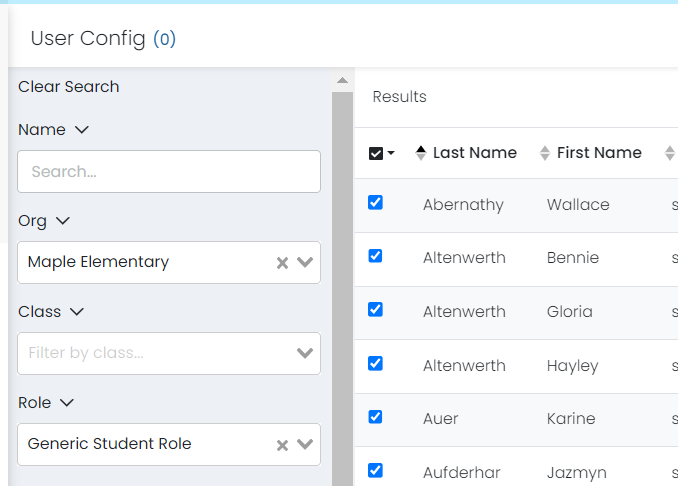 User Config (0)
Clear Search
Name
Search...
Org
Maple Elementary
Class
Filter by class...
Role
Generic Student Role
Results
Last Name First Name
Abernathy Wallace s
Altenwerth Bennie s
Altenwerth Gloria s
Altenwerth Hayley s
Auer Karine s
Aufderhar Jazmyn s